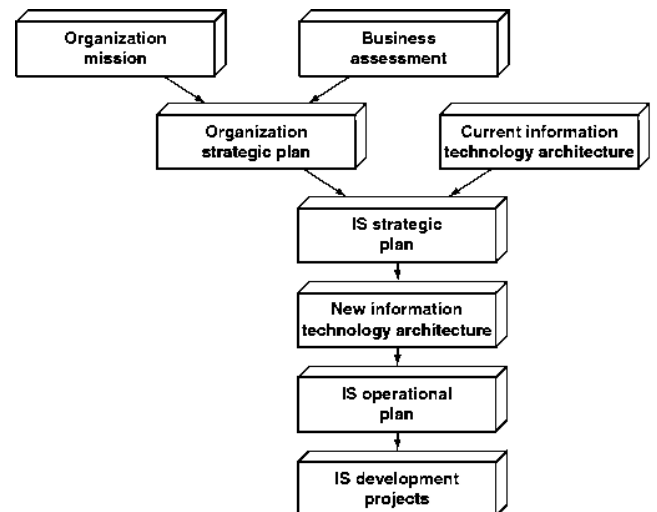 Organization
mission
Business
assessment
Organization
strategic plan
Current information
technology architecture
IS strategic
plan
New information
technology architecture
IS operational
plan
IS development
projects